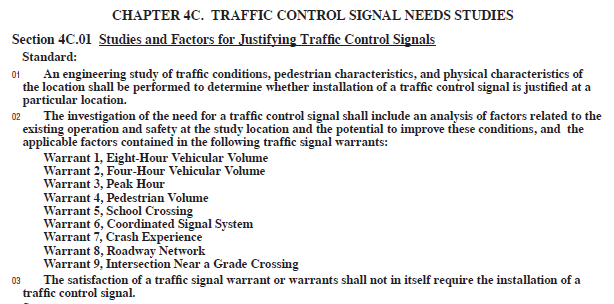 CHAPTER 4C. TRAFFIC CONTROL SIGNAL NEEDS STUDIES
Section 4C.01 Studies and Factors for Justifying Traffic Control Signals
Standard:
01 An engineering study of traffic conditions, pedestrian characteristics, and physical characteristics of
the location shall be performed to determine whether installation of a traffic control signal is justified at a
particular location.
02 The investigation of the need for a traffic control signal shall include an analysis of factors related to the
existing operation and safety at the study location and the potential to improve these conditions, and the
applicable factors contained in the following traffic signal warrants:
Warrant 1, Eight-Hour Vehicular Volume
Warrant 2, Four-Hour Vehicular Volume
Warrant 3, Peak Hour
Warrant 4, Pedestrian Volume
Warrant 5, School Crossing
Warrant 6, Coordinated Signal System
Warrant 7, Crash Experience
Warrant 8, Roadway Network
Warrant 9, Intersection Near a Grade Crossing
03 The satisfaction of a traffic signal warrant or warrants shall not in itself require the installation of a
traffic control signal.